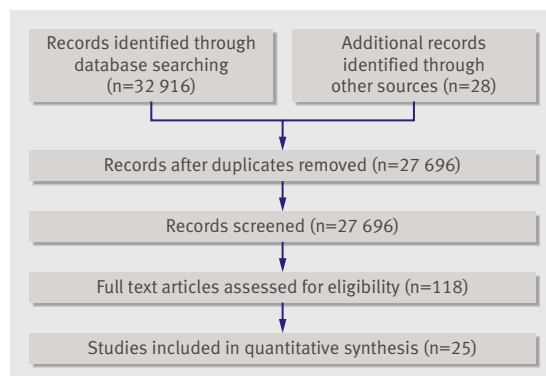 Records identified through
database searching
(n=32 916)
Additional records
identified through
other sources (n=28)
Records after duplicates removed (n=27 696)
Records screened (n=27 696)
Full text articles assessed for eligibility (n=118)
Studies included in quantitative synthesis (n=25)